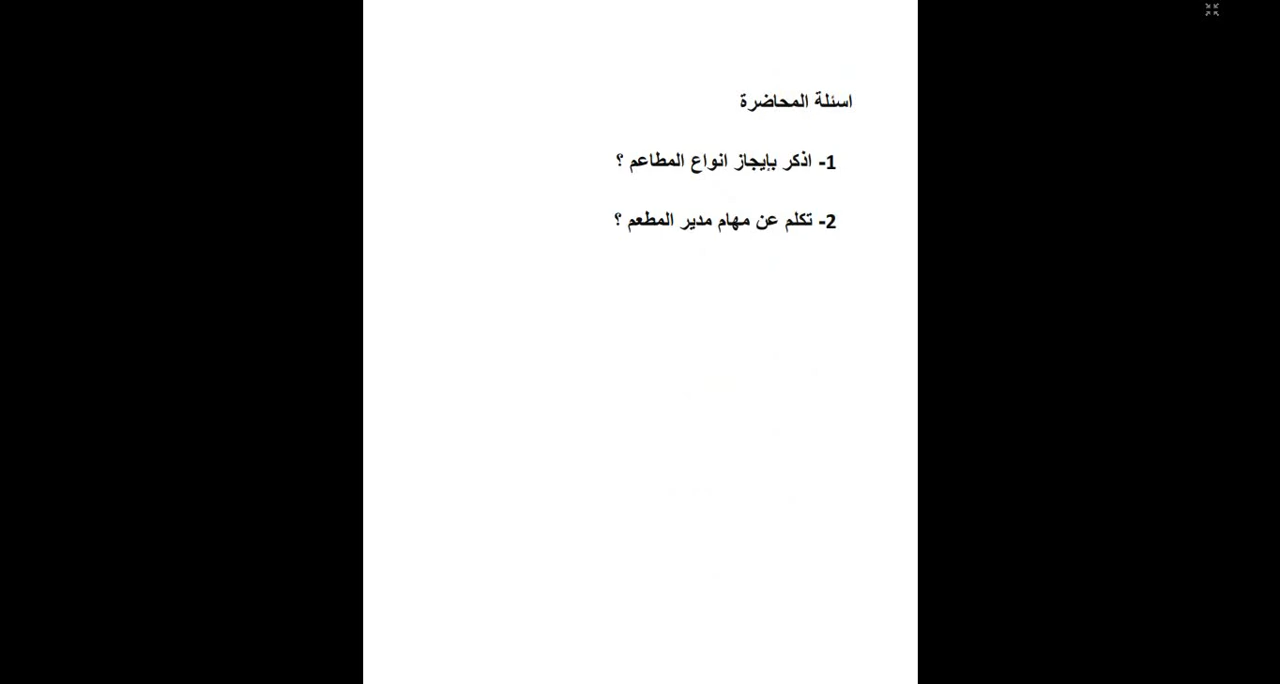 اسئلة المحاضرة
1- اذكر بإيجاز انواع المطاعم ؟
2- تكلم عن مهام مدير المطعم ؟